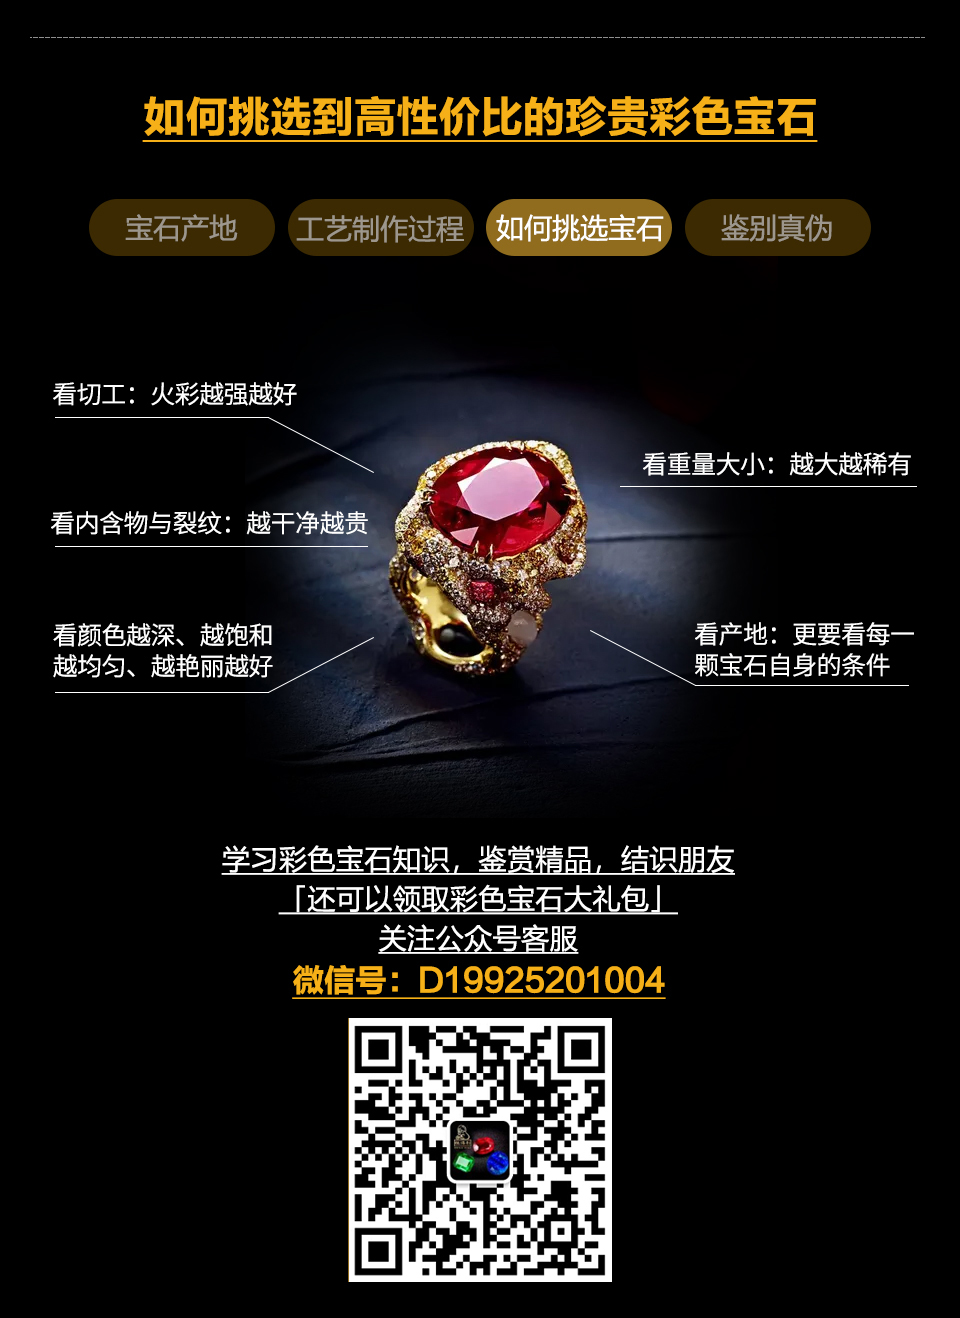 如何挑选到高性价比的珍贵彩色宝石
宝石产地
工艺制作过程
如何挑选宝石
鉴别真伪
看切工：火彩越强越好
看重量大小：越大越稀有
看内含物与裂纹：越干净越贵
看颜色越深、越饱和
越均匀、越艳丽越好
看产地：更要看每一
颗宝石自身的条件
学习彩色宝石知识，鉴赏精品，结识朋友
「还可以领取彩色宝石大礼包」
关注公众号客服
微信号：D19925201004